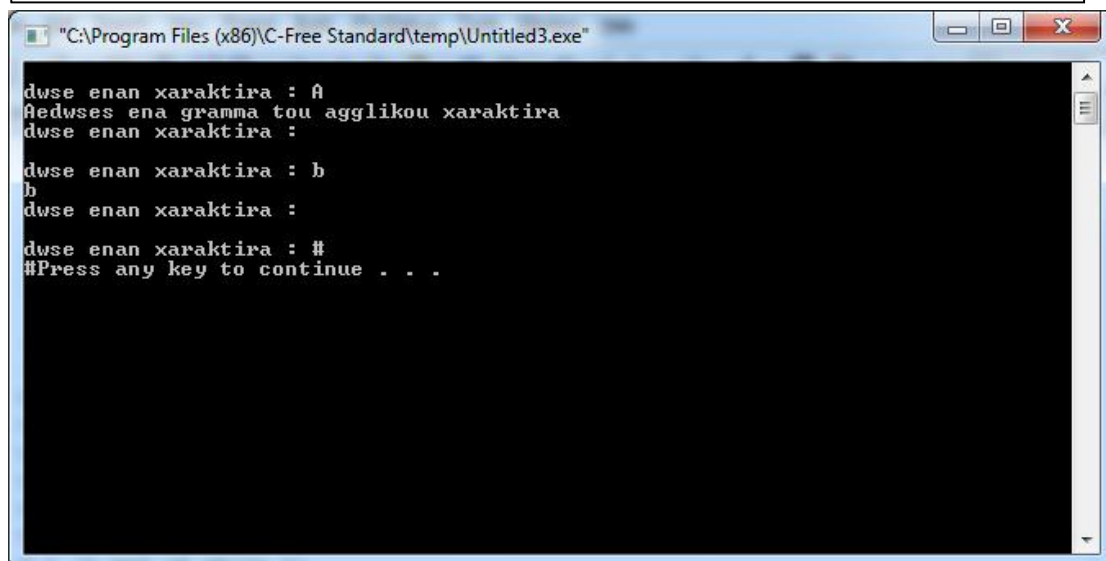 "C:\Program Files (x86)\C-Free Standard\temp\Untitled3.exe"
dwse enan xaraktira : A
Aedwses ena gramma tou agglikou xaraktira
dwse enan xaraktira :
dwse enan xaraktira : b
b
dwse enan xaraktira :
dwse enan xaraktira : #
#Press any key to continue . . .